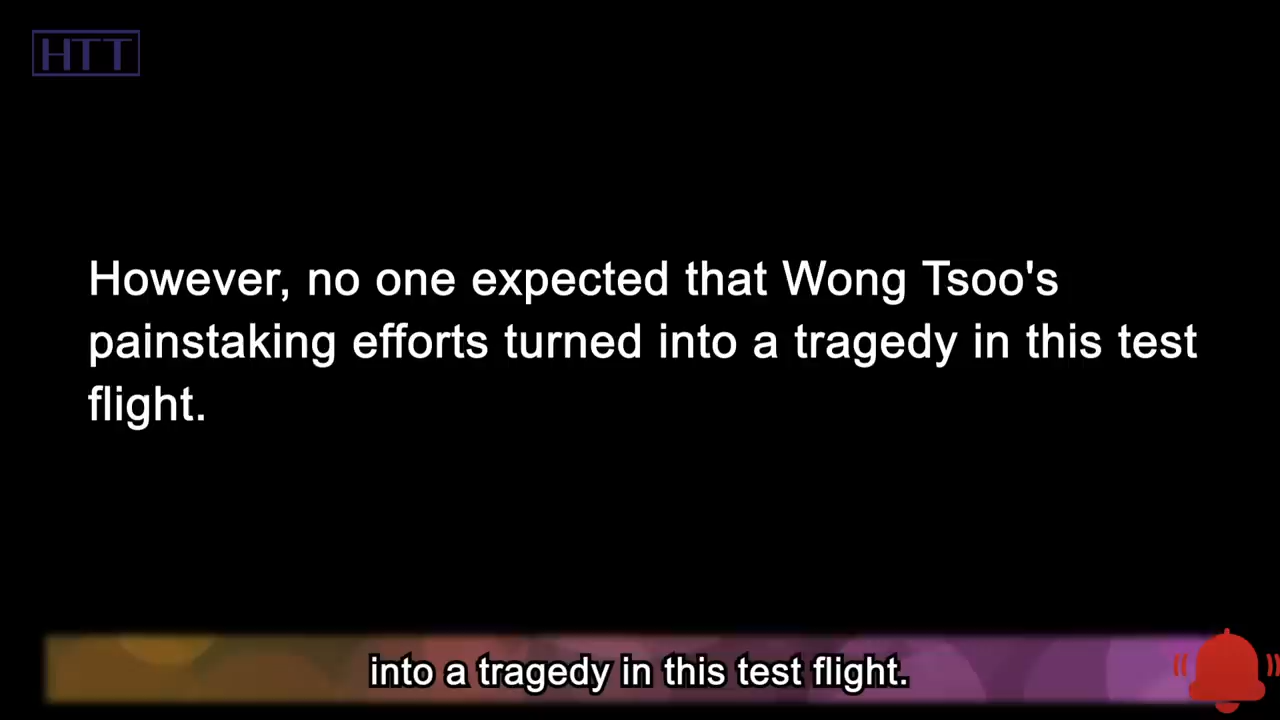 HTT
However, no one expected that Wong Tsoo's
painstaking efforts turned into a tragedy in this test
flight.
into a tragedy in this test flight.